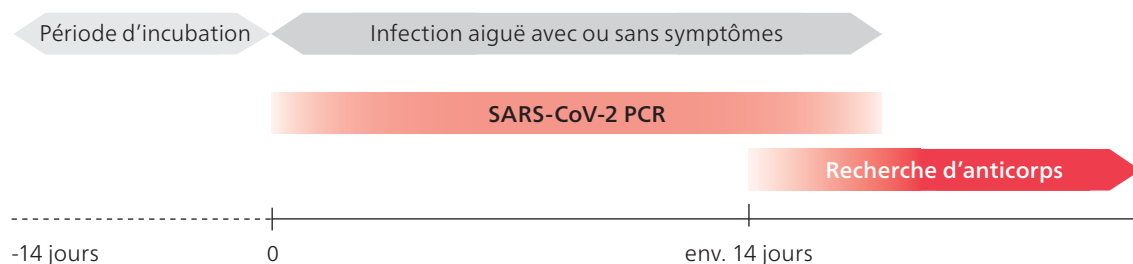 Période d'incubation
Infection aiguë avec ou sans symptômes
SARS-CoV-2 PCR
Recherche d'anticorps
-14 jours
0
env. 14 jours